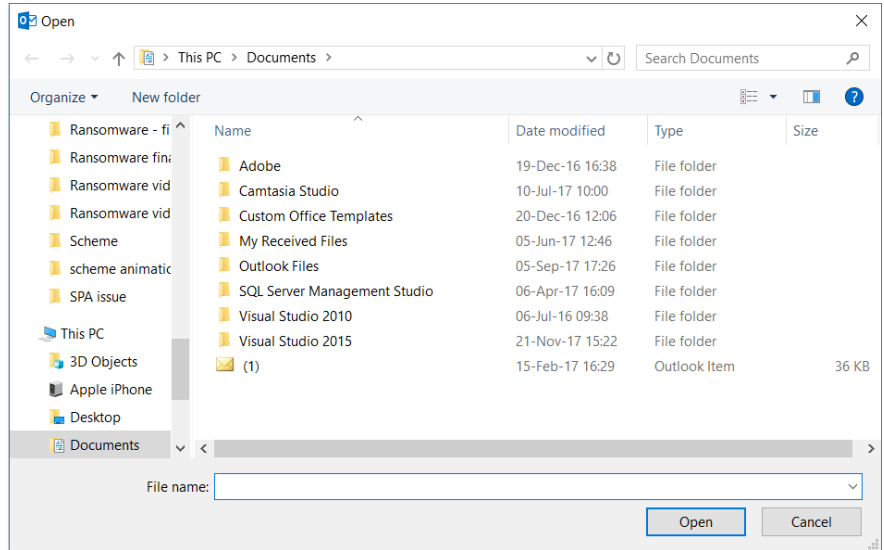 Open
This PC > Documents >
Search Documents
Organize
New folder
Ransomware - fi
Ransomware fina
Ransomware vid
Ransomware vid
Scheme
scheme animatic
SPA issue
This PC
3D Objects
Apple iPhone
Desktop
Documents
Name Date modified Type Size
Adobe 19-Dec-16 16:38 File folder
Camtasia Studio 10-Jul-17 10:00 File folder
Custom Office Templates 20-Dec-16 12:06 File folder
My Received Files 05-Jun-17 12:46 File folder
Outlook Files 05-Sep-17 17:26 File folder
SQL Server Management Studio 06-Apr-17 16:09 File folder
Visual Studio 2010 06-Jul-16 09:38 File folder
Visual Studio 2015 21-Nov-17 15:22 File folder
(1) 15-Feb-17 16:29 Outlook Item 36 KB
File name:
Open Cancel